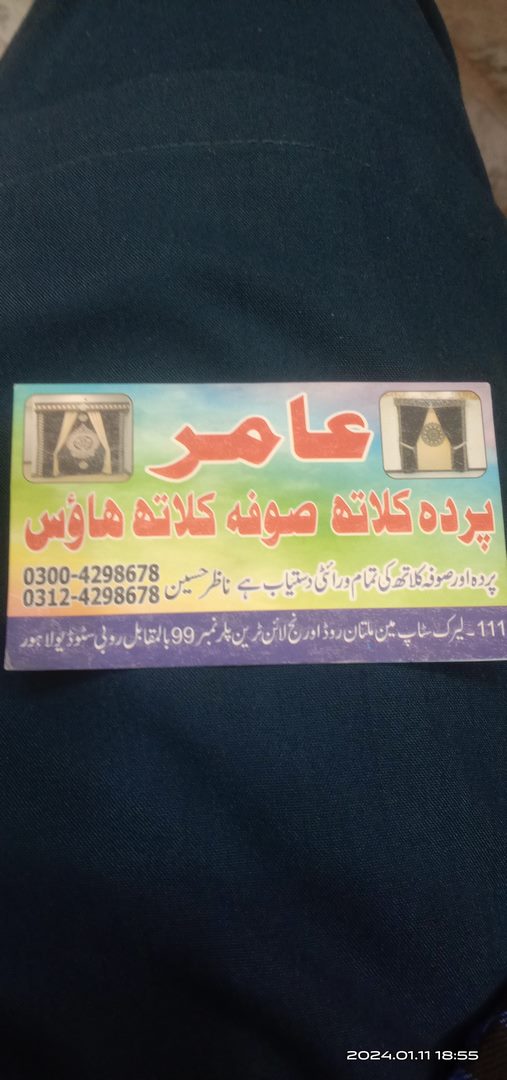 عامر
پردہ کلاتھ صوفہ کلاتھ ھاؤس
پردہ اور صوفہ کلاتھ کی تمام ورائٹی دستیاب ہے ناظر حسین
0300-4298678
0312-4298678
111۔لیرک سٹاپ مین ملتان روڈ اورنج لائن ٹرین پلر نمبر 99 بالمقابل روبی سٹوڈیو لاہور
2024.01.11 18:55